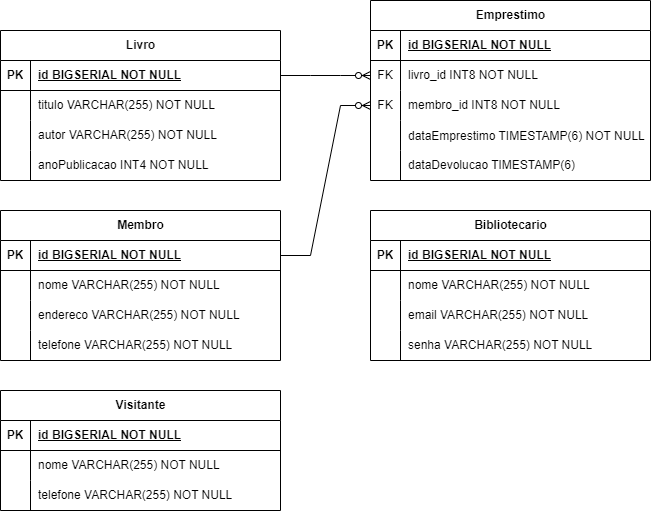 Livro
PK id BIGSERIAL NOT NULL
titulo VARCHAR(255) NOT NULL
autor VARCHAR(255) NOT NULL
anoPublicacao INT4 NOT NULL
Emprestimo
PK id BIGSERIAL NOT NULL
FK livro_id INT8 NOT NULL
FK membro_id INT8 NOT NULL
dataEmprestimo TIMESTAMP(6) NOT NULL
dataDevolucao TIMESTAMP(6)
Membro
PK id BIGSERIAL NOT NULL
nome VARCHAR(255) NOT NULL
endereco VARCHAR(255) NOT NULL
telefone VARCHAR(255) NOT NULL
Bibliotecario
PK id BIGSERIAL NOT NULL
nome VARCHAR(255) NOT NULL
email VARCHAR(255) NOT NULL
senha VARCHAR(255) NOT NULL
Visitante
PK id BIGSERIAL NOT NULL
nome VARCHAR(255) NOT NULL
telefone VARCHAR(255) NOT NULL